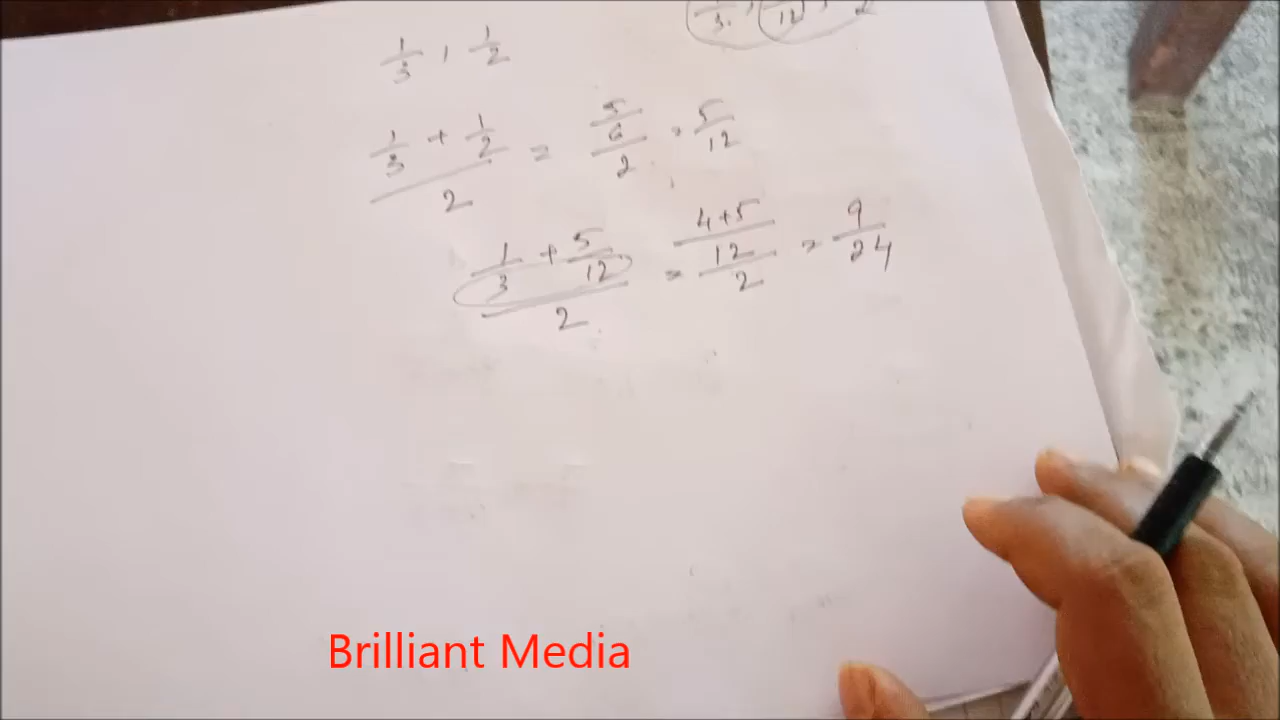 1/3 , 1/2
(1/3 + 1/2)/2 = (5/6)/2 = 5/12
(1/3 + 5/12)/2 = ((4+5)/12)/2 = 9/24
Brilliant Media